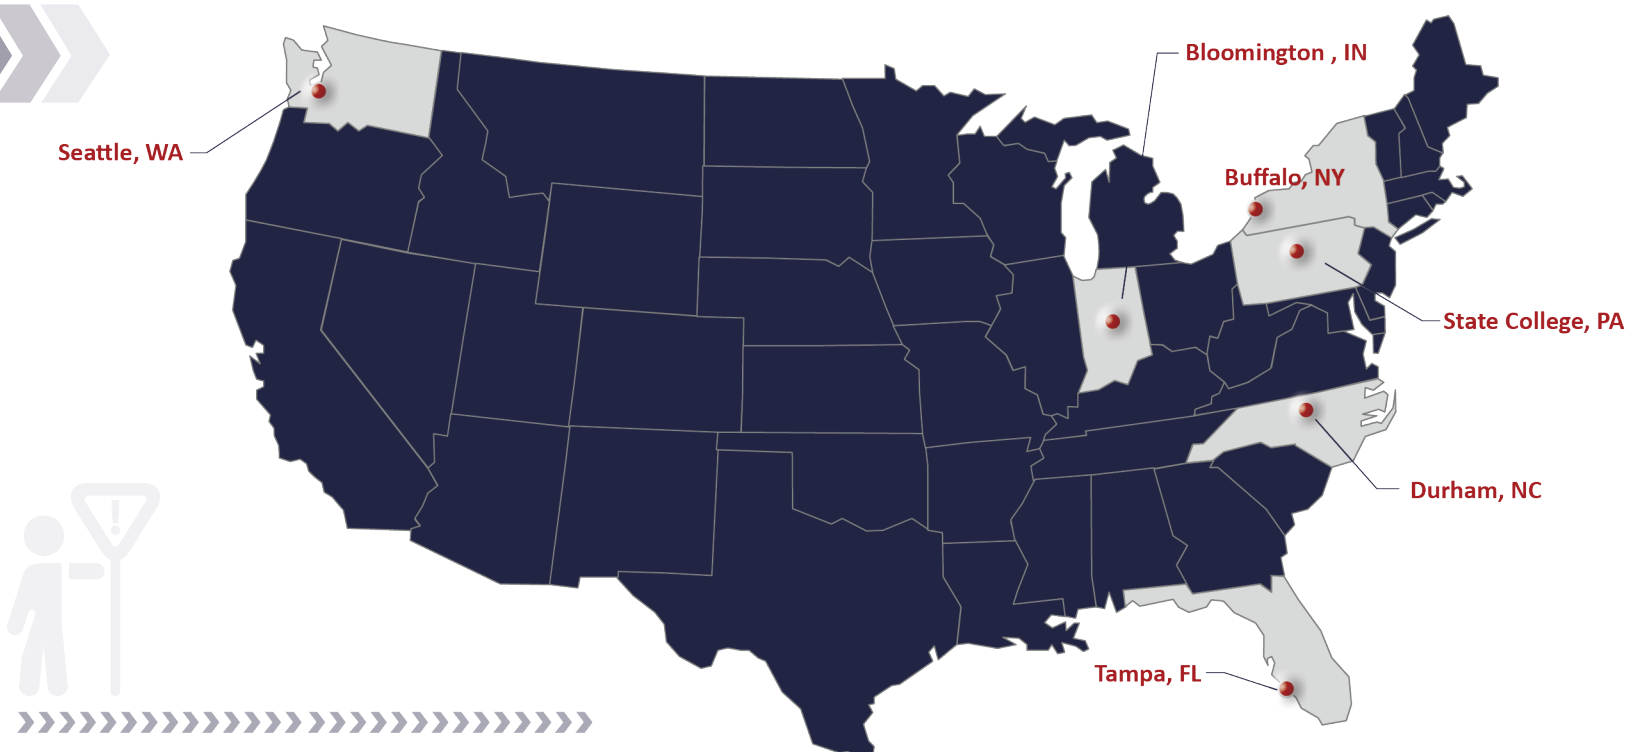 Bloomington , IN
Seattle, WA
Buffalo, NY
State College, PA
Durham, NC
Tampa, FL
!